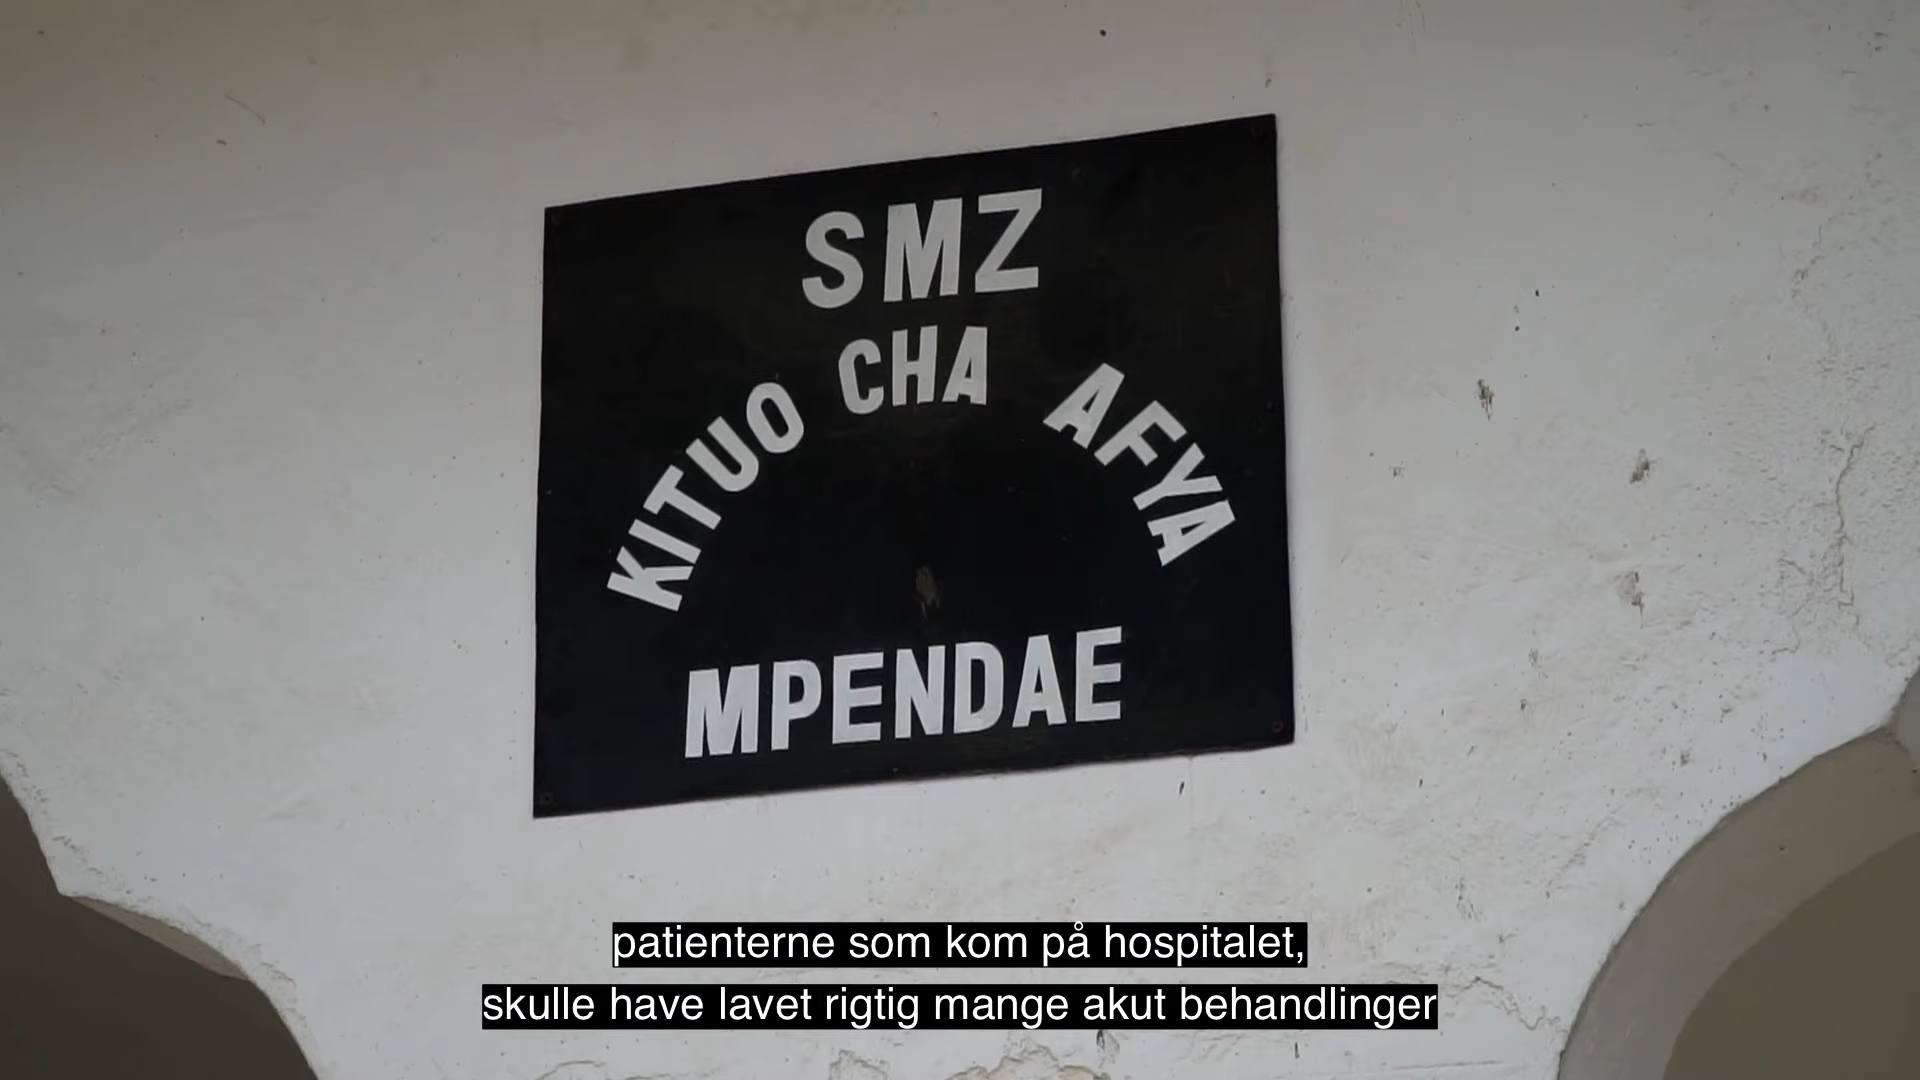 SMZ
KITUO CHA AFYA
MPENDAE
patienterne som kom på hospitalet,
skulle have lavet rigtig mange akut behandlinger